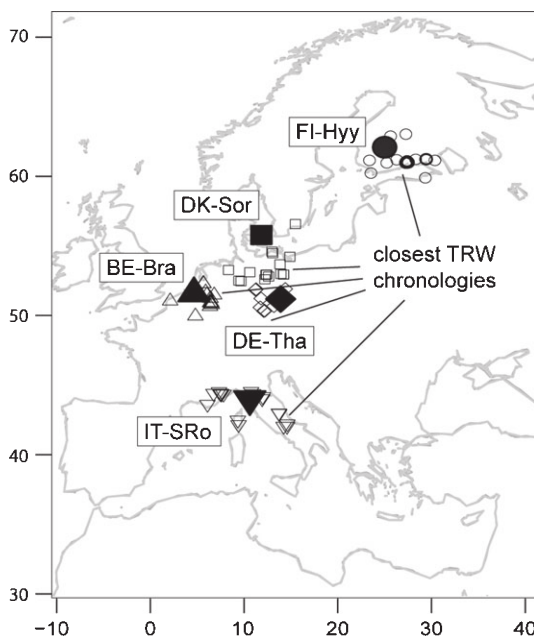 70
FI-Hyy
60
DK-Sor
closest TRW
chronologies
BE-Bra
50
DE-Tha
IT-SRo
40
30
-10 0 10 20 30 40